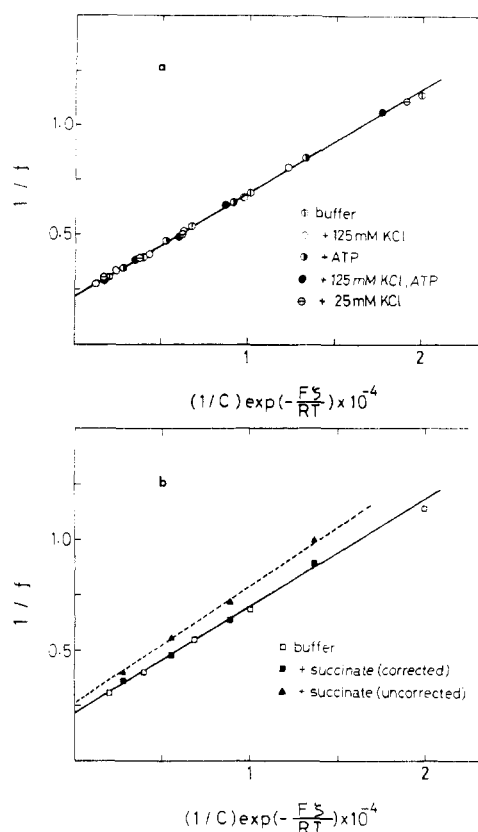 a
1 / f
1.0
0.5
buffer
+ 125 mM KCl
+ ATP
+ 125 mM KCl, ATP
+ 25 mM KCl
1
2
(1/C) exp(-Fζ/RT) × 10⁻⁴
b
1 / f
1.0
0.5
buffer
+ succinate (corrected)
+ succinate (uncorrected)
1
2
(1/C) exp(-Fζ/RT) × 10⁻⁴